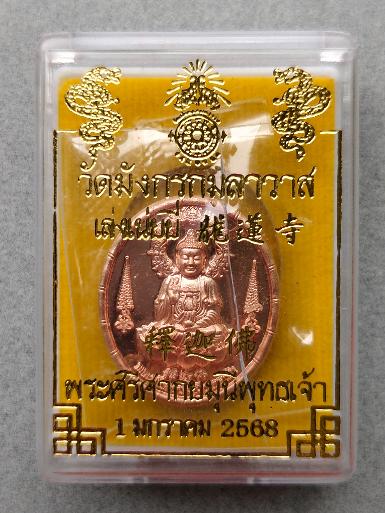 วัดมังกรกมลาวาส
เล่งเน่ยยี่ 龍蓮寺
釋迦佛
พระศิริศากยมุนีพุทธเจ้า
1 มกราคม 2568